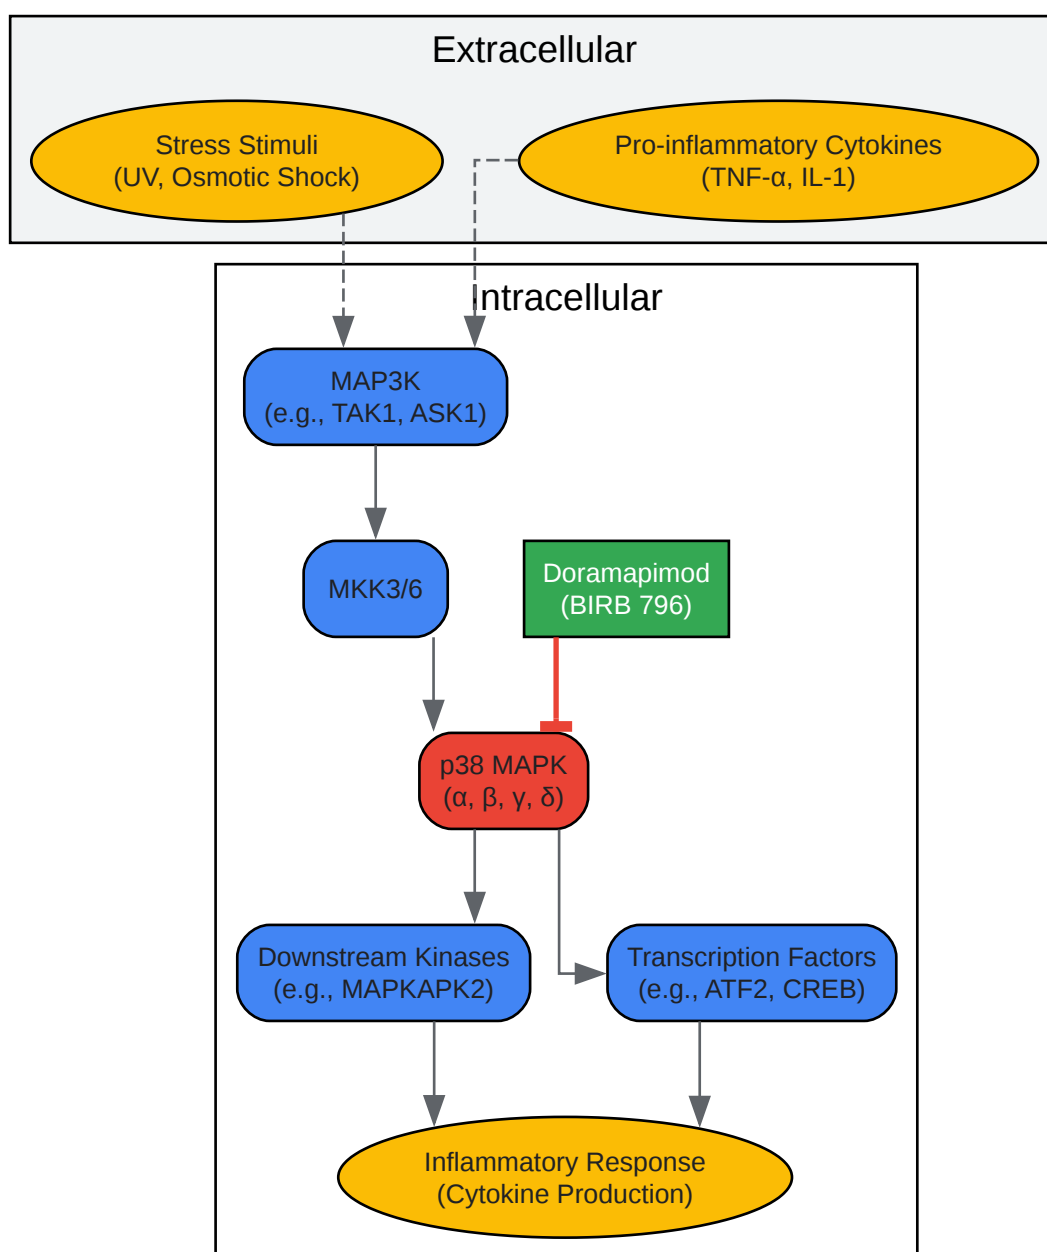 Extracellular
Stress Stimuli
(UV, Osmotic Shock)
Pro-inflammatory Cytokines
(TNF-α, IL-1)
Intracellular
MAP3K
(e.g., TAK1, ASK1)
MKK3/6
Doramapimod
(BIRB 796)
p38 MAPK
(α, β, γ, δ)
Downstream Kinases
(e.g., MAPKAPK2)
Transcription Factors
(e.g., ATF2, CREB)
Inflammatory Response
(Cytokine Production)